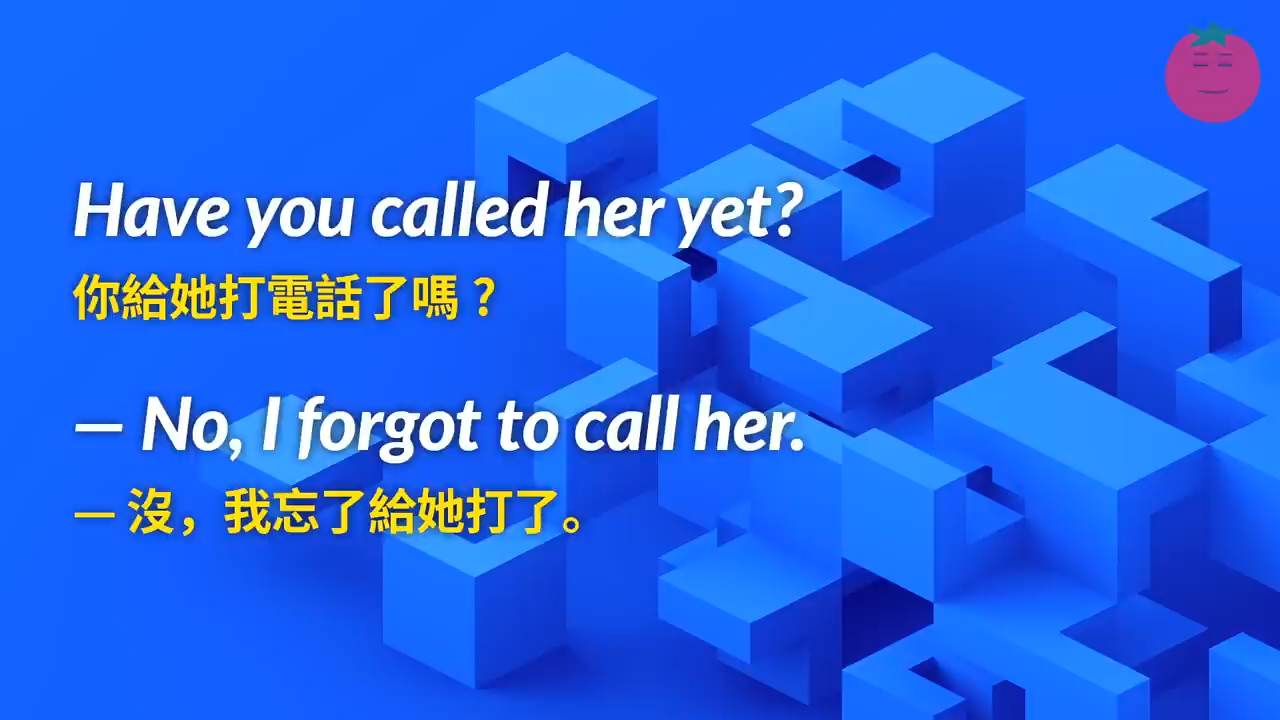 Have you called her yet?
你給她打電話了嗎？
— No, I forgot to call her.
— 沒，我忘了給她打了。